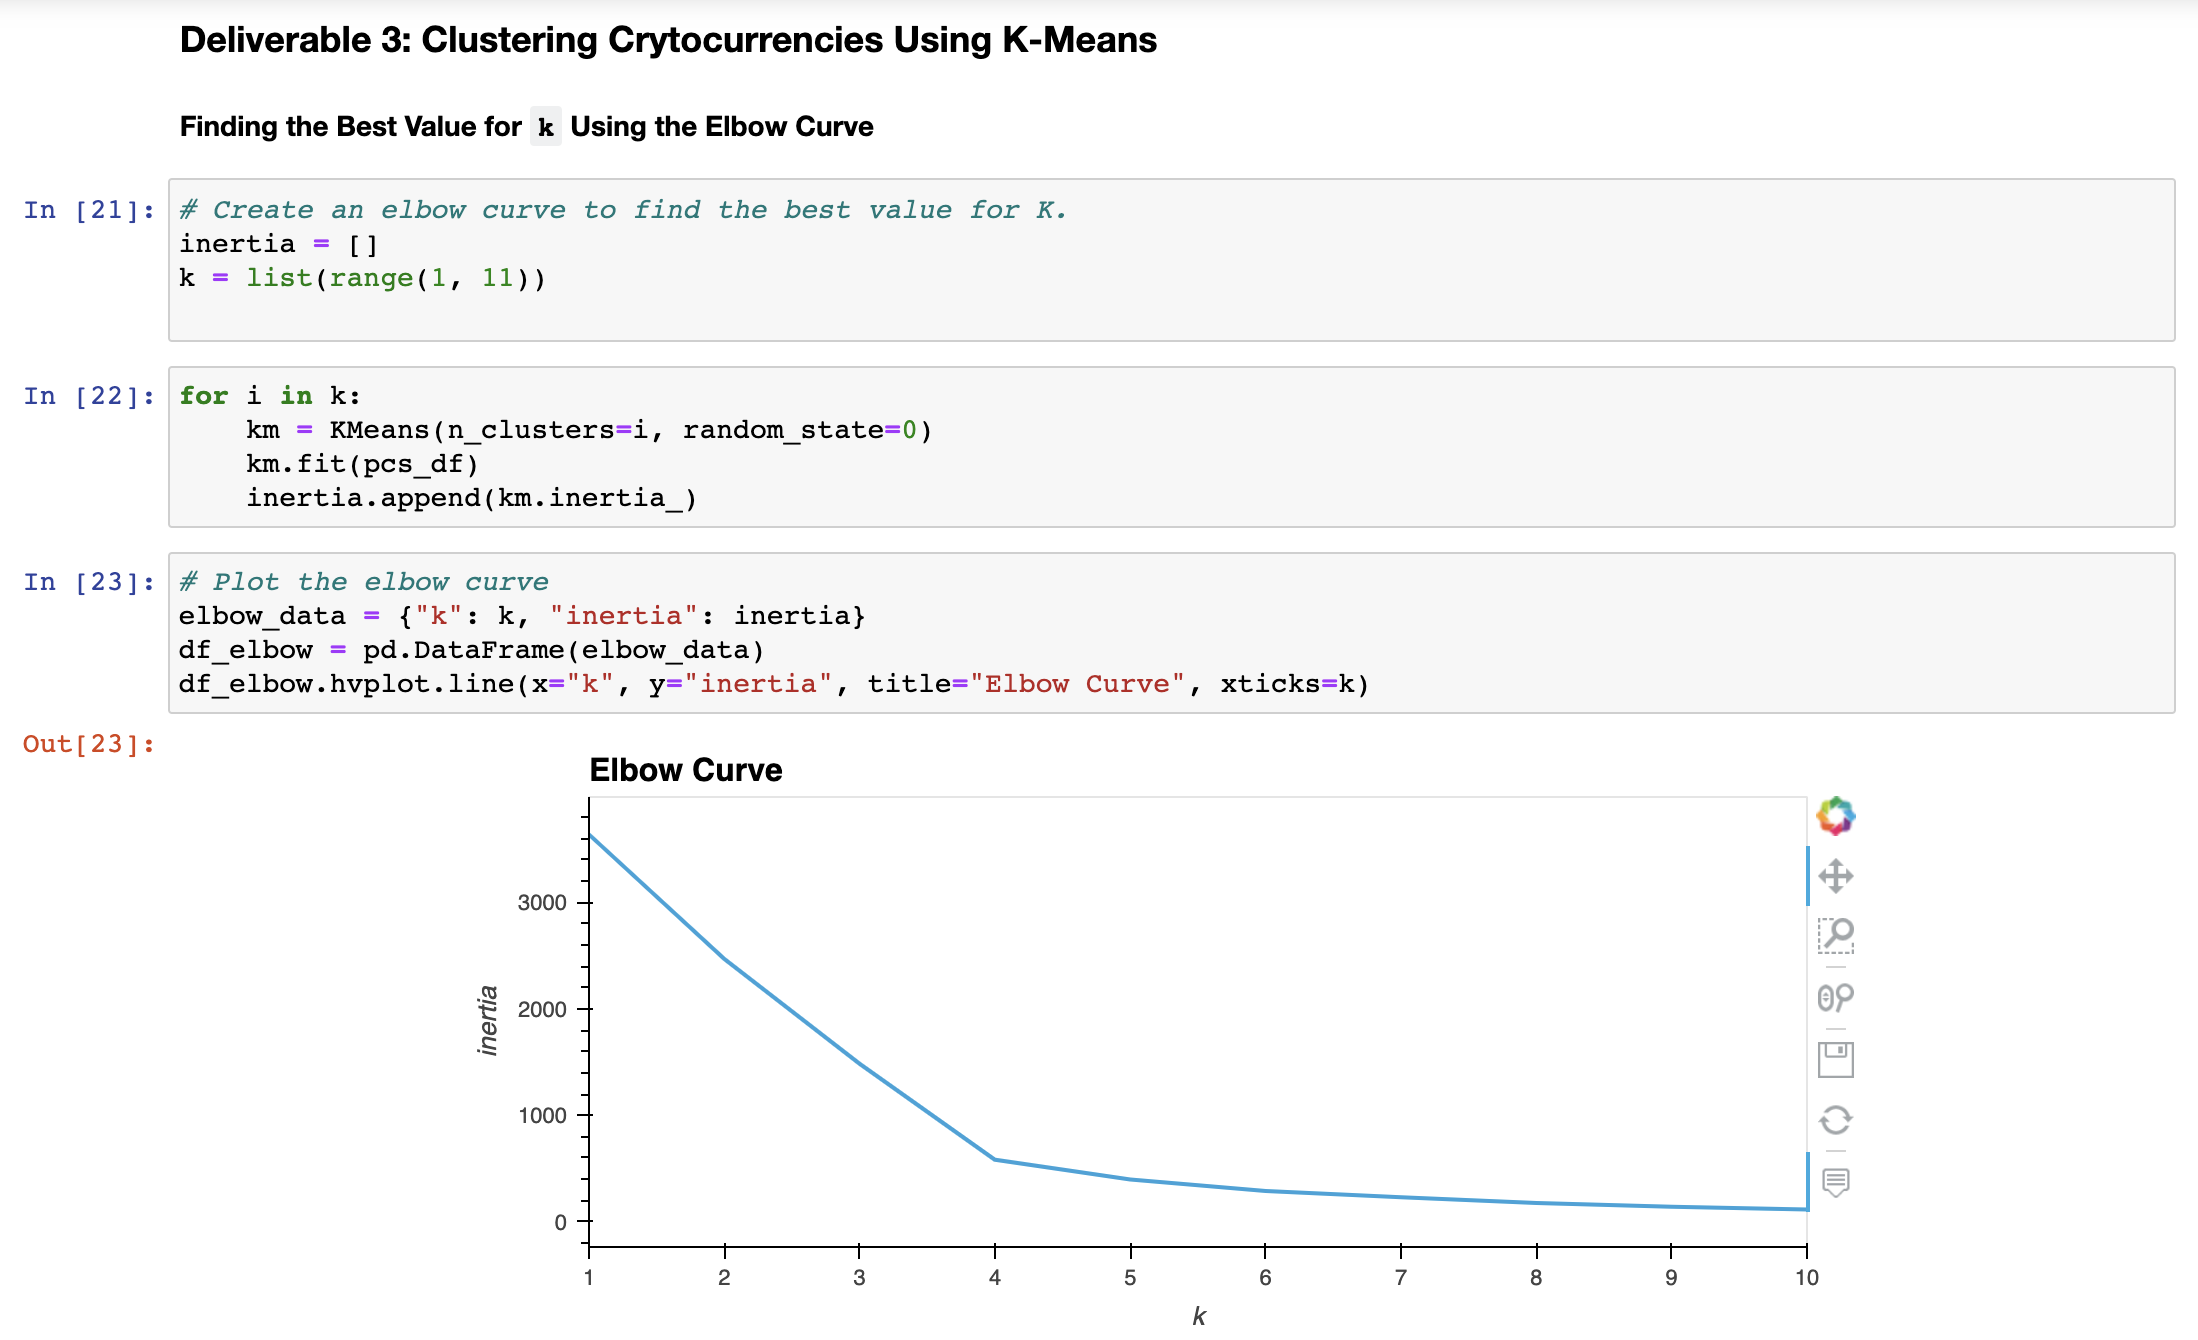 Deliverable 3: Clustering Crytocurrencies Using K-Means
Finding the Best Value for k Using the Elbow Curve
In [21]:
# Create an elbow curve to find the best value for K.
inertia = []
k = list(range(1, 11))
In [22]:
for i in k:
    km = KMeans(n_clusters=i, random_state=0)
    km.fit(pcs_df)
    inertia.append(km.inertia_)
In [23]:
# Plot the elbow curve
elbow_data = {"k": k, "inertia": inertia}
df_elbow = pd.DataFrame(elbow_data)
df_elbow.hvplot.line(x="k", y="inertia", title="Elbow Curve", xticks=k)
Out[23]:
Elbow Curve
3000
2000
1000
0
inertia
1 2 3 4 5 6 7 8 9 10
k